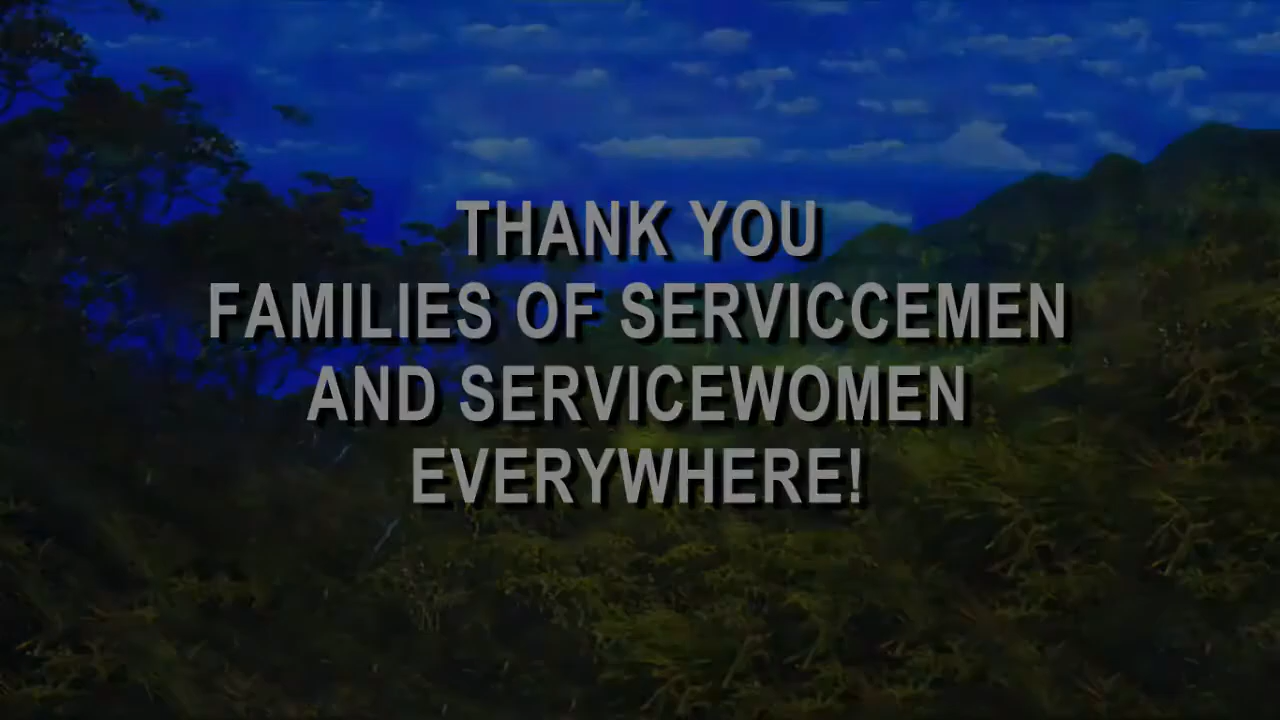 THANK YOU
FAMILIES OF SERVICCEMEN
AND SERVICEWOMEN
EVERYWHERE!